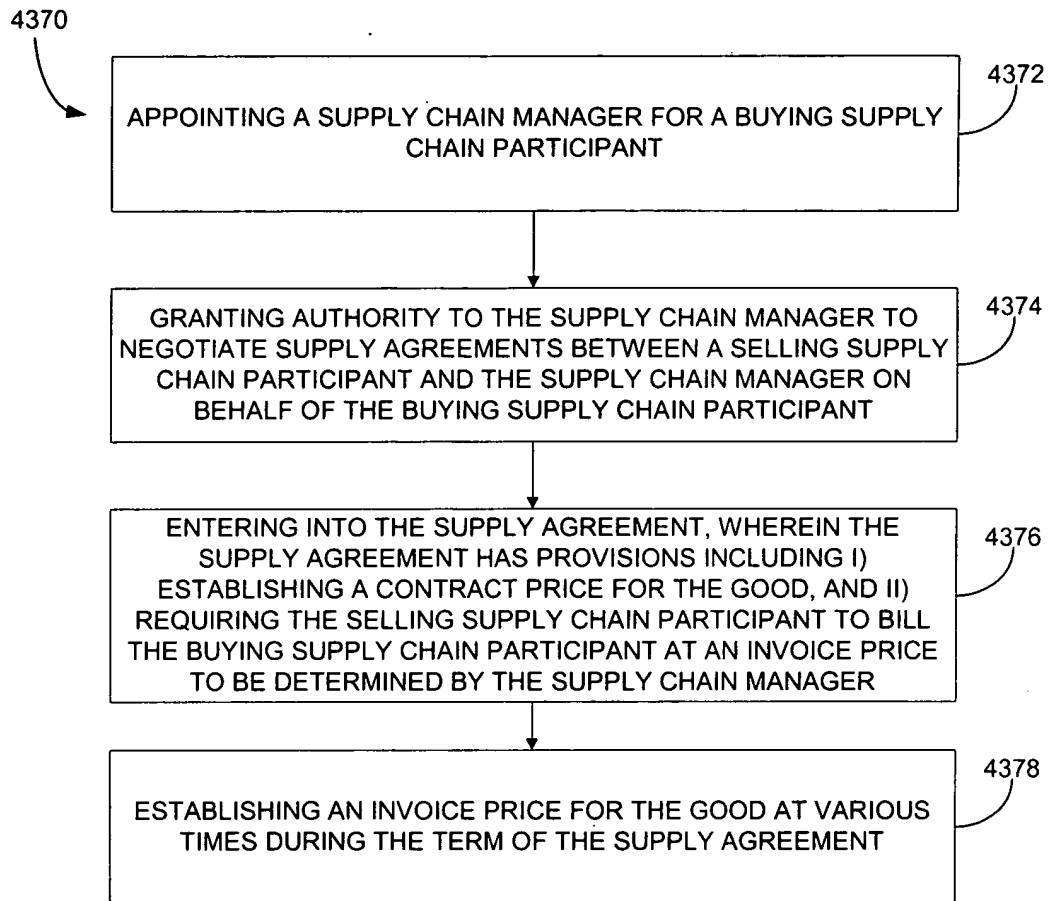 4370
4372
APPOINTING A SUPPLY CHAIN MANAGER FOR A BUYING SUPPLY
CHAIN PARTICIPANT
4374
GRANTING AUTHORITY TO THE SUPPLY CHAIN MANAGER TO
NEGOTIATE SUPPLY AGREEMENTS BETWEEN A SELLING SUPPLY
CHAIN PARTICIPANT AND THE SUPPLY CHAIN MANAGER ON
BEHALF OF THE BUYING SUPPLY CHAIN PARTICIPANT
4376
ENTERING INTO THE SUPPLY AGREEMENT, WHEREIN THE
SUPPLY AGREEMENT HAS PROVISIONS INCLUDING I)
ESTABLISHING A CONTRACT PRICE FOR THE GOOD, AND II)
REQUIRING THE SELLING SUPPLY CHAIN PARTICIPANT TO BILL
THE BUYING SUPPLY CHAIN PARTICIPANT AT AN INVOICE PRICE
TO BE DETERMINED BY THE SUPPLY CHAIN MANAGER
4378
ESTABLISHING AN INVOICE PRICE FOR THE GOOD AT VARIOUS
TIMES DURING THE TERM OF THE SUPPLY AGREEMENT